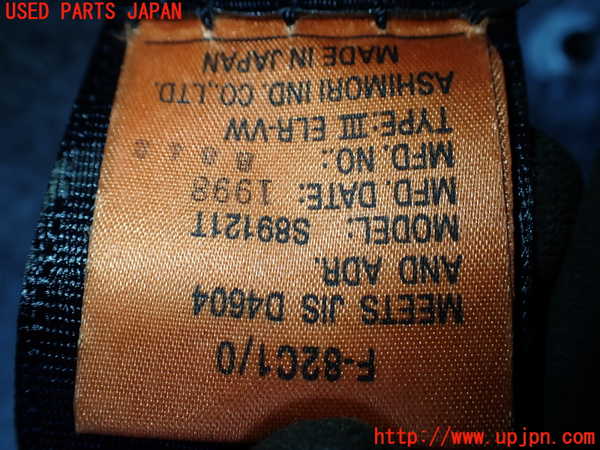 USED PARTS JAPAN
F-82C1/0
MEETS JIS D4604
AND ADR.
MODEL: S89121T
MFD. DATE: 1998
MFD. NO.:
TYPE: III ELR-VW
ASHIMORI IND. CO.,LTD.
MADE IN JAPAN
http://www.upjpn.com/